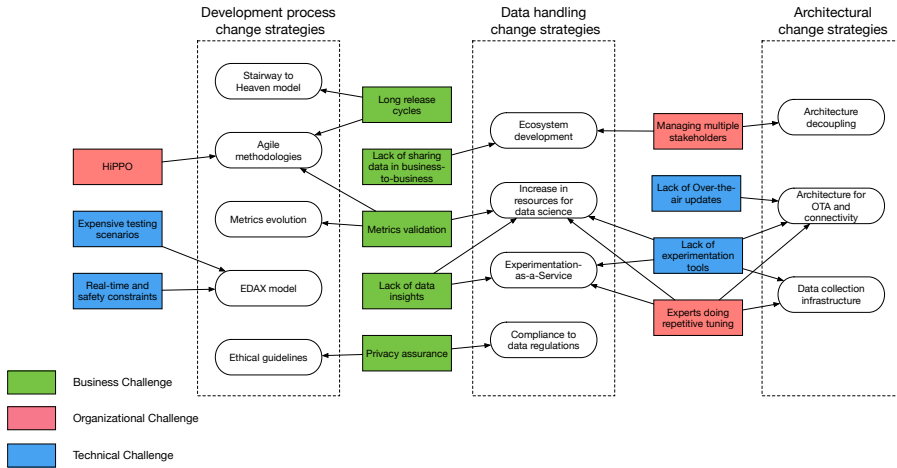 Development process
change strategies
Data handling
change strategies
Architectural
change strategies
Stairway to
Heaven model
Long release
cycles
Agile
methodologies
HiPPO
Lack of sharing
data in business-
to-business
Ecosystem
development
Managing multiple
stakeholders
Architecture
decoupling
Expensive testing
scenarios
Metrics evolution
Metrics validation
Increase in
resources for
data science
Lack of Over-the-
air updates
Architecture for
OTA and
connectivity
Real-time and
safety constraints
EDAX model
Lack of data
insights
Experimentation-
as-a-Service
Lack of
experimentation
tools
Data collection
infrastructure
Experts doing
repetitive tuning
Ethical guidelines
Privacy assurance
Compliance to
data regulations
Business Challenge
Organizational Challenge
Technical Challenge